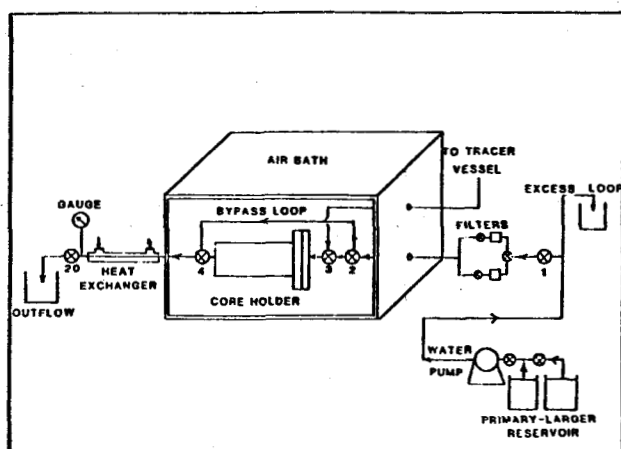 AIR BATH
TO TRACER
VESSEL
EXCESS LOOP
GAUGE
BYPASS LOOP
FILTERS
20
4
3
2
1
HEAT
EXCHANGER
CORE HOLDER
OUTFLOW
WATER
PUMP
PRIMARY-LARGER
RESERVOIR